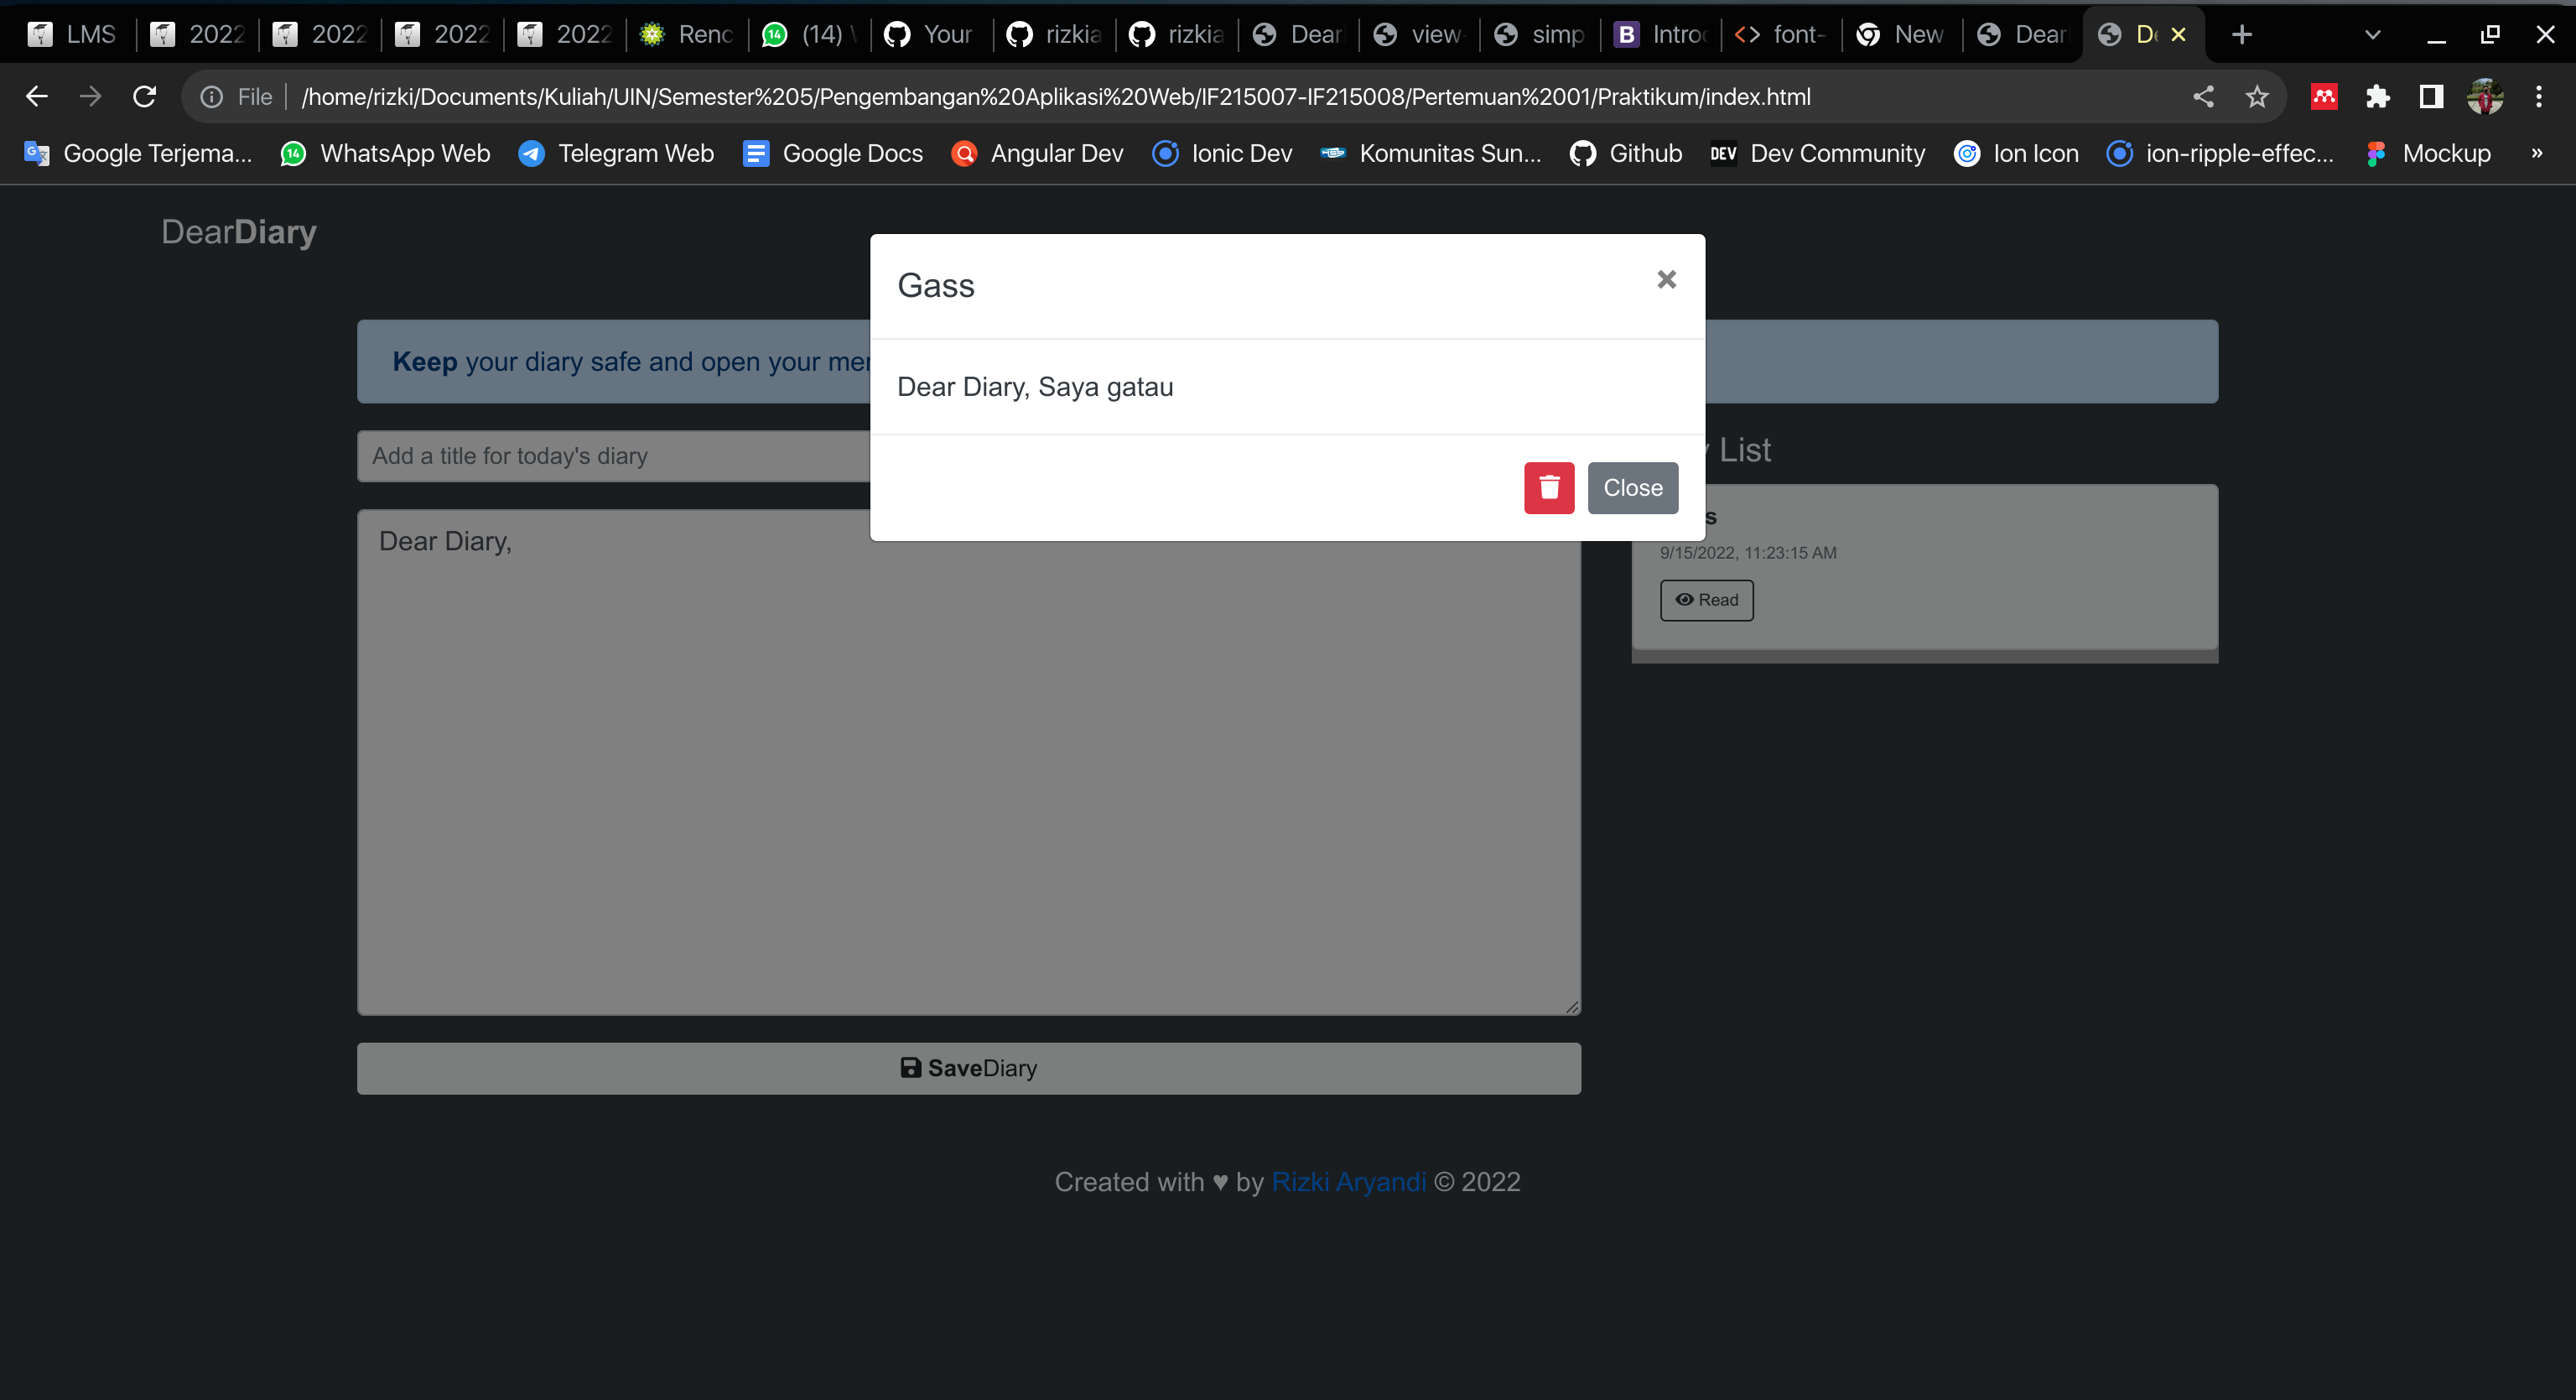 LMS 2022 2022 2022 2022 Renc (14) Your rizkia rizkia Dear view- simp Intro font- New Dear De
File /home/rizki/Documents/Kuliah/UIN/Semester%205/Pengembangan%20Aplikasi%20Web/IF215007-IF215008/Pertemuan%2001/Praktikum/index.html
Google Terjema... 14 WhatsApp Web Telegram Web Google Docs Angular Dev Ionic Dev Komunitas Sun... Github DEV Dev Community Ion Icon ion-ripple-effec... Mockup »
DearDiary
Gass ×
Keep your diary safe and open your
Dear Diary, Saya gatau
Add a title for today's diary
List
Close
Dear Diary,
s
9/15/2022, 11:23:15 AM
Read
SaveDiary
Created with ♥ by Rizki Aryandi © 2022